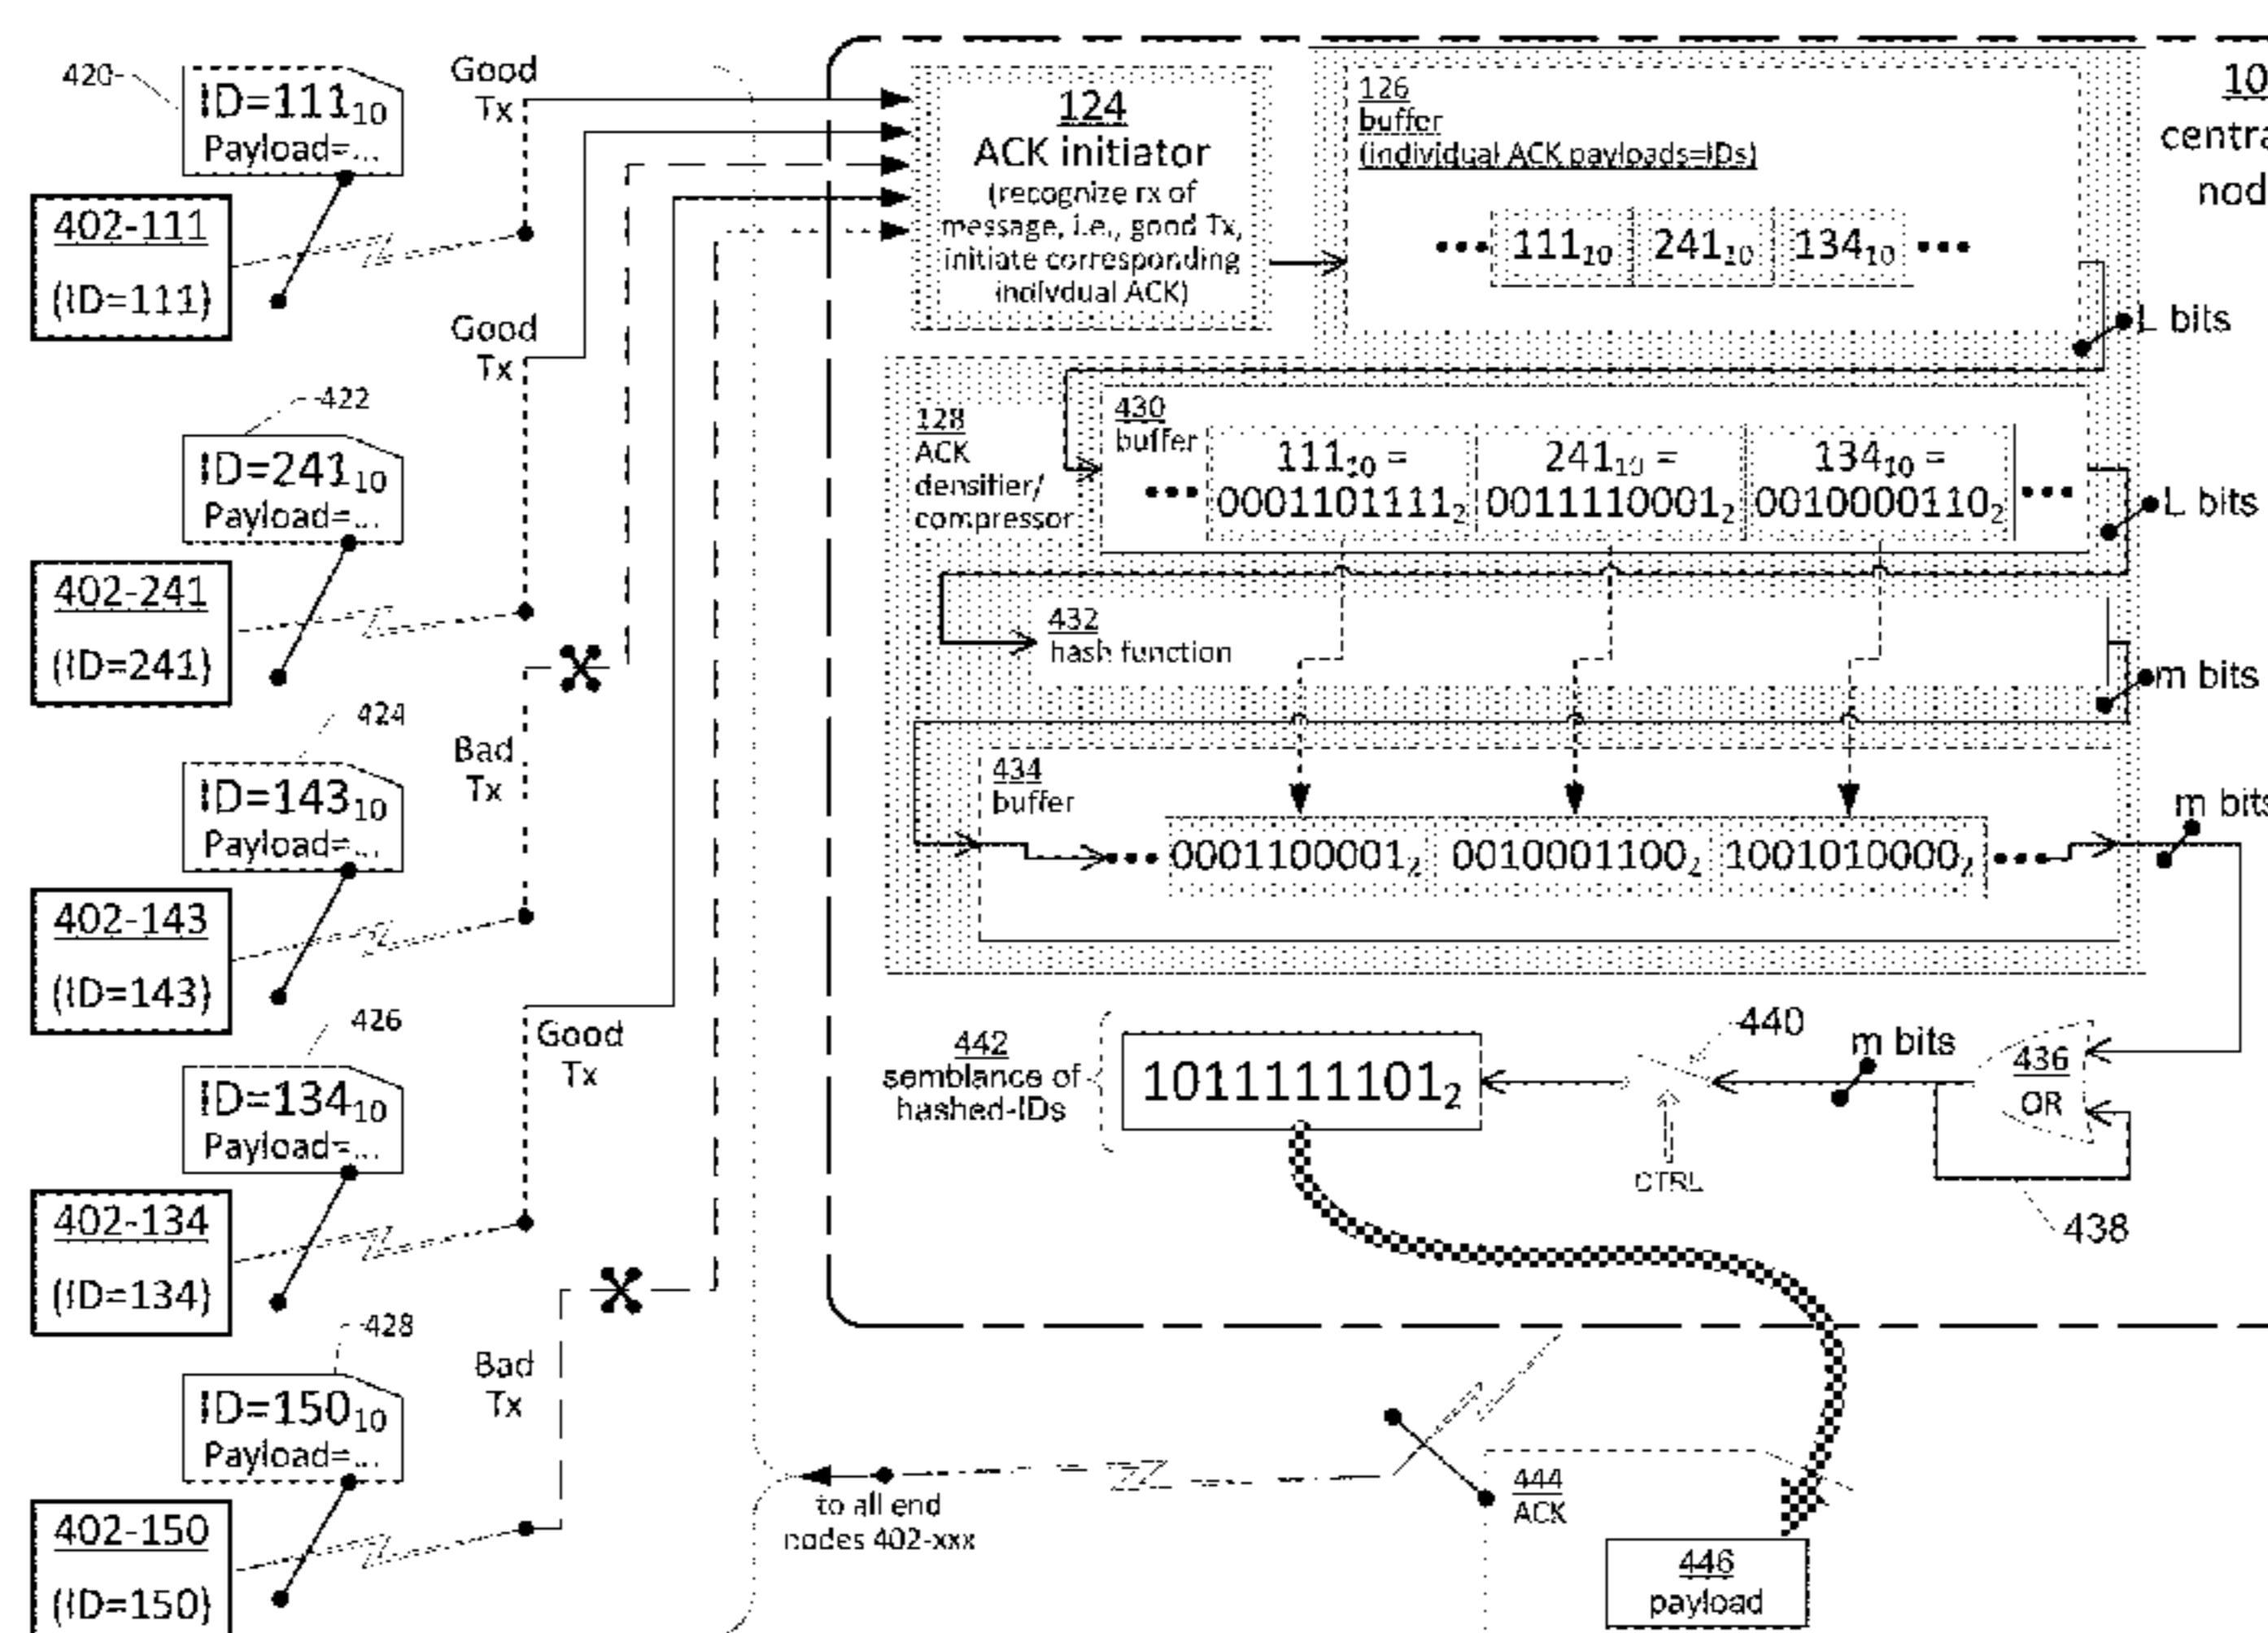 420
ID=111₁₀
Payload=...
402-111
(ID=111)
Good
Tx
Good
Tx
422
ID=241₁₀
Payload=...
402-241
(ID=241)
424
ID=143₁₀
Payload=...
402-143
(ID=143)
Bad
Tx
426
ID=134₁₀
Payload=...
402-134
(ID=134)
Good
Tx
428
ID=150₁₀
Payload=...
402-150
(ID=150)
Bad
Tx
124
ACK initiator
(recognize rx of
message, i.e., good Tx,
initiate corresponding
indivdual ACK)
126
buffer
(individual ACK payloads=IDs)
••• 111₁₀ 241₁₀ 134₁₀ •••
10
centra
nod
L bits
128
ACK
densifier/
compressor
430
buffer
111₁₀ =
0001101111₂
241₁₀ =
0011110001₂
134₁₀ =
0010000110₂
L bits
432
hash function
m bits
434
buffer
••• 0001100001₂ 0010001100₂ 1001010000₂ •••
m bits
442
semblance of
hashed-IDs
1011111101₂
440
CTRL
m bits
436
OR
438
to all end
nodes 402-xxx
444
ACK
446
payload